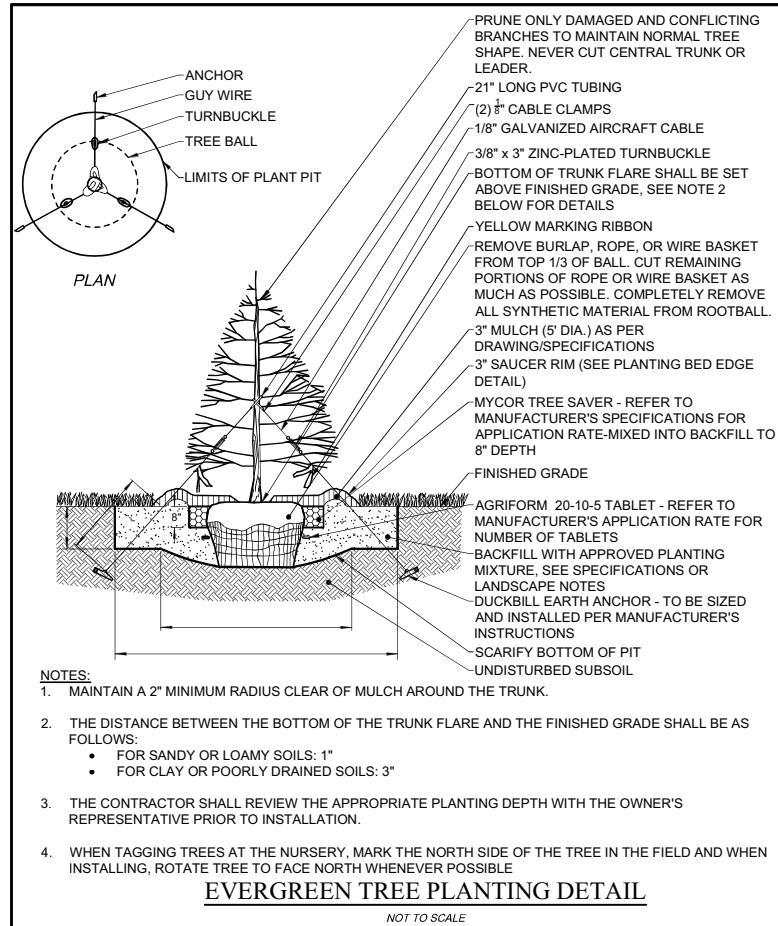 ANCHOR
GUY WIRE
TURNBUCKLE
TREE BALL
LIMITS OF PLANT PIT
PLAN
PRUNE ONLY DAMAGED AND CONFLICTING
BRANCHES TO MAINTAIN NORMAL TREE
SHAPE. NEVER CUT CENTRAL TRUNK OR
LEADER.
21" LONG PVC TUBING
(2) 1/8" CABLE CLAMPS
1/8" GALVANIZED AIRCRAFT CABLE
3/8" x 3" ZINC-PLATED TURNBUCKLE
BOTTOM OF TRUNK FLARE SHALL BE SET
ABOVE FINISHED GRADE, SEE NOTE 2
BELOW FOR DETAILS
YELLOW MARKING RIBBON
REMOVE BURLAP, ROPE, OR WIRE BASKET
FROM TOP 1/3 OF BALL. CUT REMAINING
PORTIONS OF ROPE OR WIRE BASKET AS
MUCH AS POSSIBLE. COMPLETELY REMOVE
ALL SYNTHETIC MATERIAL FROM ROOTBALL.
3" MULCH (5' DIA.) AS PER
DRAWING/SPECIFICATIONS
3" SAUCER RIM (SEE PLANTING BED EDGE
DETAIL)
MYCOR TREE SAVER - REFER TO
MANUFACTURER'S SPECIFICATIONS FOR
APPLICATION RATE-MIXED INTO BACKFILL TO
8" DEPTH
FINISHED GRADE
AGRIFORM 20-10-5 TABLET - REFER TO
MANUFACTURER'S APPLICATION RATE FOR
NUMBER OF TABLETS
BACKFILL WITH APPROVED PLANTING
MIXTURE, SEE SPECIFICATIONS OR
LANDSCAPE NOTES
DUCKBILL EARTH ANCHOR - TO BE SIZED
AND INSTALLED PER MANUFACTURER'S
INSTRUCTIONS
SCARIFY BOTTOM OF PIT
UNDISTURBED SUBSOIL
8"
NOTES:
1. MAINTAIN A 2" MINIMUM RADIUS CLEAR OF MULCH AROUND THE TRUNK.
2. THE DISTANCE BETWEEN THE BOTTOM OF THE TRUNK FLARE AND THE FINISHED GRADE SHALL BE AS
FOLLOWS:
• FOR SANDY OR LOAMY SOILS: 1"
• FOR CLAY OR POORLY DRAINED SOILS: 3"
3. THE CONTRACTOR SHALL REVIEW THE APPROPRIATE PLANTING DEPTH WITH THE OWNER'S
REPRESENTATIVE PRIOR TO INSTALLATION.
4. WHEN TAGGING TREES AT THE NURSERY, MARK THE NORTH SIDE OF THE TREE IN THE FIELD AND WHEN
INSTALLING, ROTATE TREE TO FACE NORTH WHENEVER POSSIBLE
EVERGREEN TREE PLANTING DETAIL
NOT TO SCALE